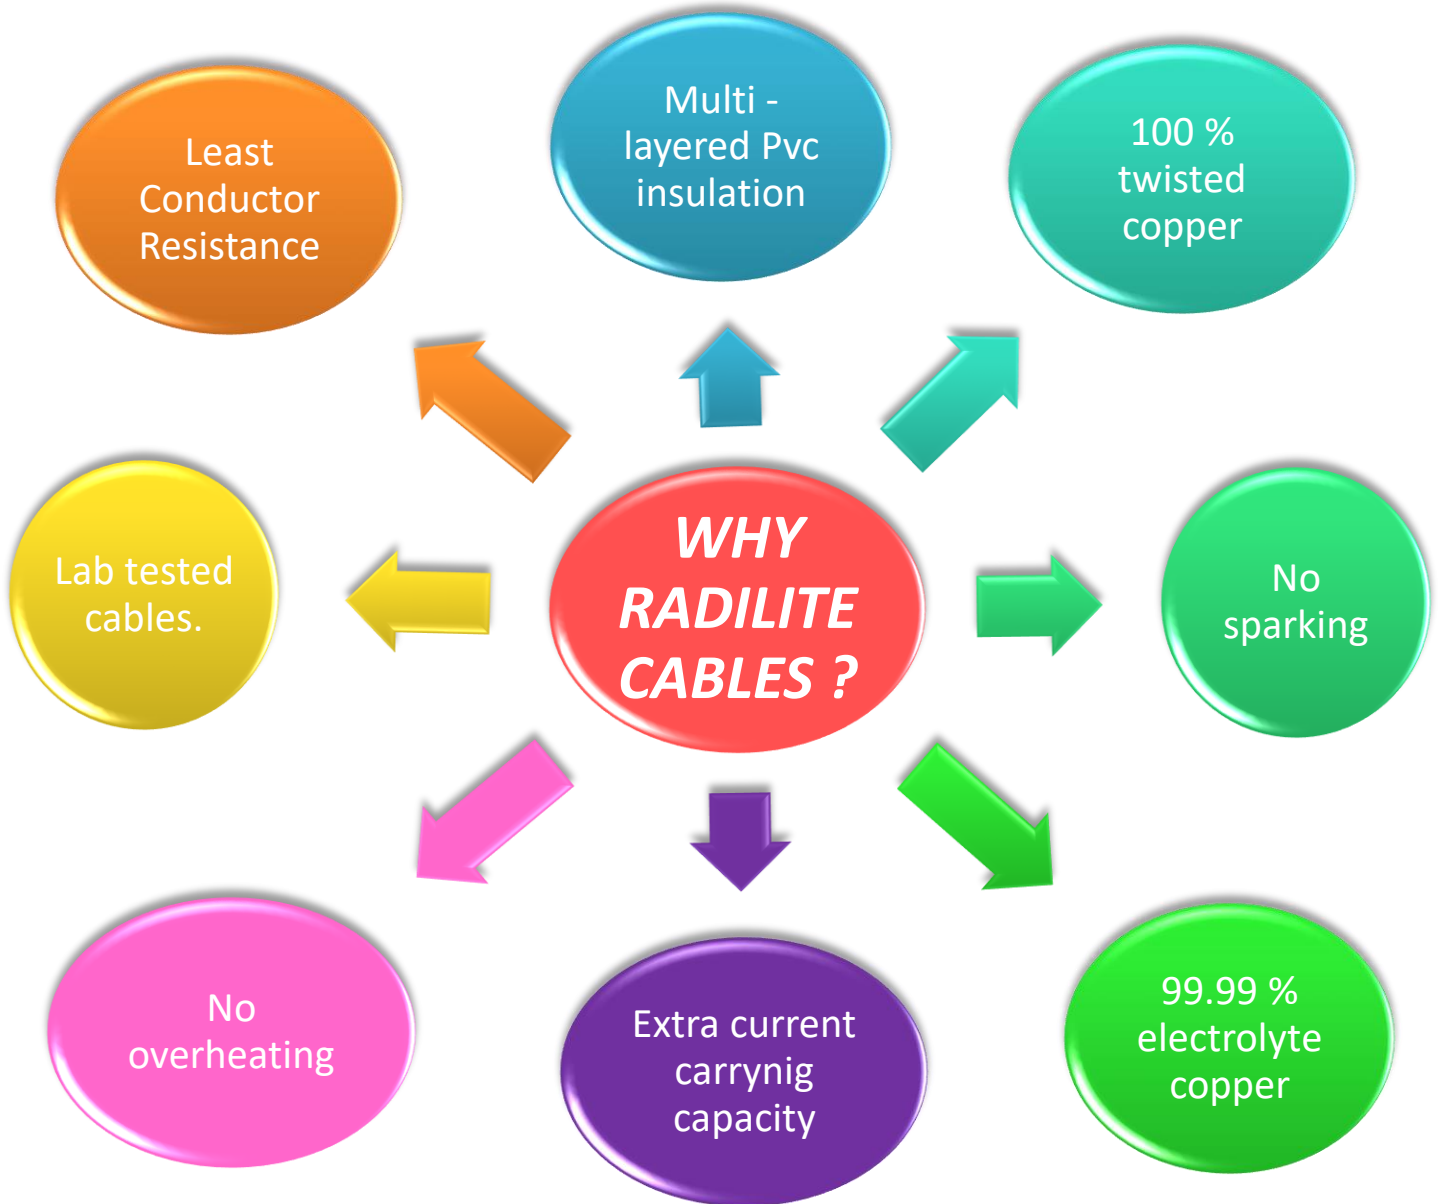 Least
Conductor
Resistance
Multi -
layered Pvc
insulation
100 %
twisted
copper
Lab tested
cables.
WHY
RADILITE
CABLES ?
No
sparking
No
overheating
Extra current
carrynig
capacity
99.99 %
electrolyte
copper